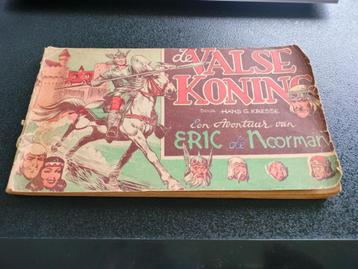 de VALSE
KONING
DOOR HANS G. KRESSE
Een Avontuur van
ERIC de Noorman